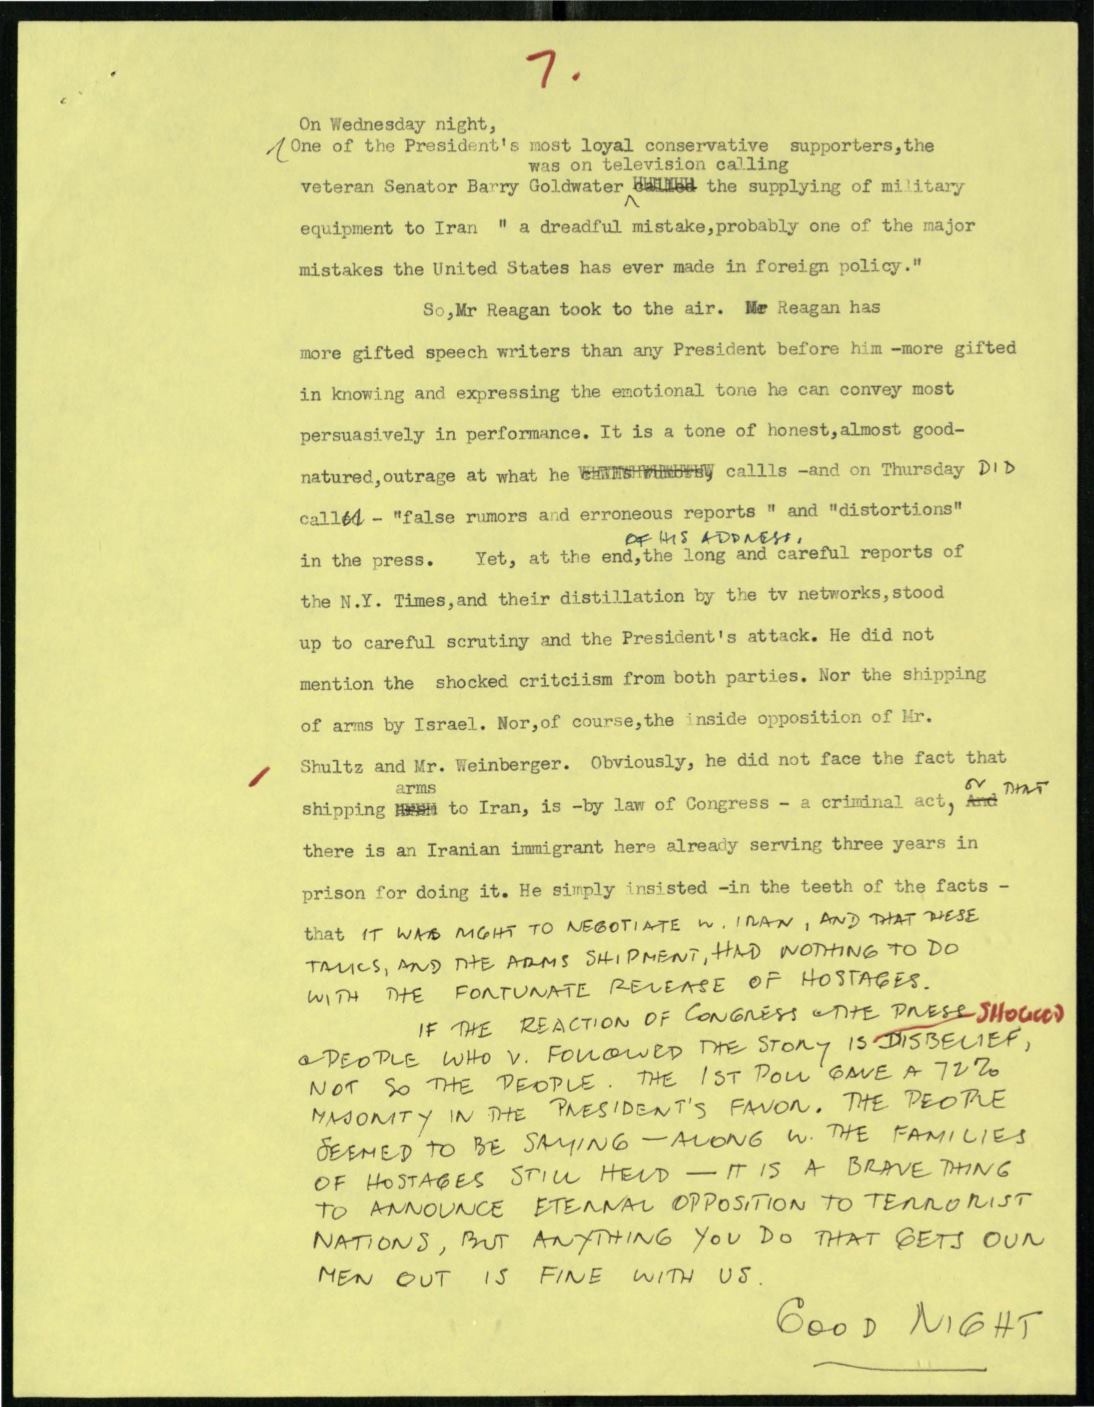 7.
On Wednesday night,
One of the President's most loyal conservative supporters,the
was on television calling
veteran Senator Barry Goldwater called the supplying of military
equipment to Iran " a dreadful mistake,probably one of the major
mistakes the United States has ever made in foreign policy."
So,Mr Reagan took to the air. Mr Reagan has
more gifted speech writers than any President before him -more gifted
in knowing and expressing the emotional tone he can convey most
persuasively in performance. It is a tone of honest,almost good-
natured,outrage at what he callls -and on Thursday DID
call - "false rumors and erroneous reports " and "distortions"
OF HIS ADDRESS,
in the press. Yet, at the end,the long and careful reports of
the N.Y. Times,and their distillation by the tv networks,stood
up to careful scrutiny and the President's attack. He did not
mention the shocked critciism from both parties. Nor the shipping
of arms by Israel. Nor,of course,the inside opposition of Mr.
Shultz and Mr. Weinberger. Obviously, he did not face the fact that
arms or THAT
shipping to Iran, is -by law of Congress - a criminal act, And
there is an Iranian immigrant here already serving three years in
prison for doing it. He simply insisted -in the teeth of the facts -
that IT WAS RIGHT TO NEGOTIATE W. IRAN, AND THAT THESE
TALKS, AND THE ARMS SHIPMENT, HAD NOTHING TO DO
WITH THE FORTUNATE RELEASE OF HOSTAGES.
IF THE REACTION OF CONGRESS & THE PRESS SHOCKED
& PEOPLE WHO V. FOLLOWED THE STORY IS DISBELIEF,
NOT SO THE PEOPLE. THE 1ST POLL GAVE A 72%
MAJORITY IN THE PRESIDENT'S FAVOR. THE PEOPLE
SEEMED TO BE SAYING — ALONG W. THE FAMILIES
OF HOSTAGES STILL HELD — IT IS A BRAVE THING
TO ANNOUNCE ETERNAL OPPOSITION TO TERRORIST
NATIONS, BUT ANYTHING YOU DO THAT GETS OUR
MEN OUT IS FINE WITH US.
GOOD NIGHT